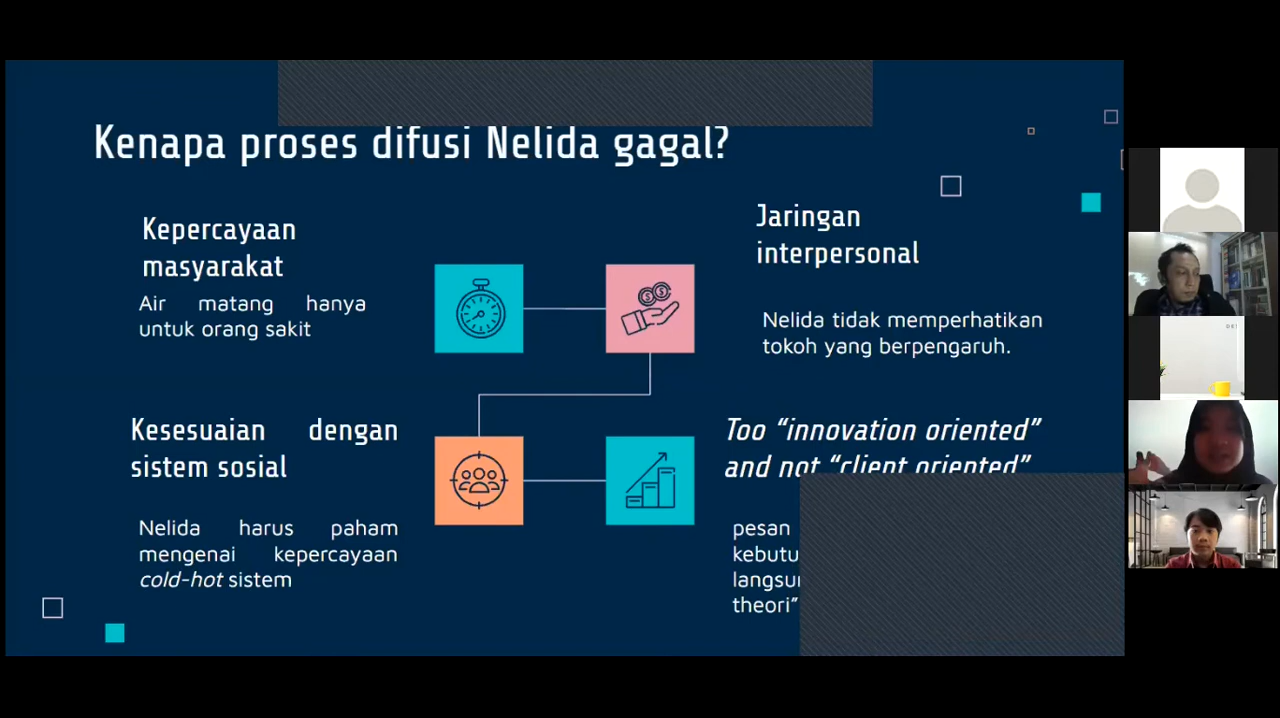 Kenapa proses difusi Nelida gagal?
Kepercayaan
masyarakat
Air matang hanya
untuk orang sakit
Jaringan
interpersonal
Nelida tidak memperhatikan
tokoh yang berpengaruh.
Kesesuaian dengan
sistem sosial
Nelida harus paham
mengenai kepercayaan
cold-hot sistem
Too “innovation oriented”
and not “client oriented”
pesan
theori”